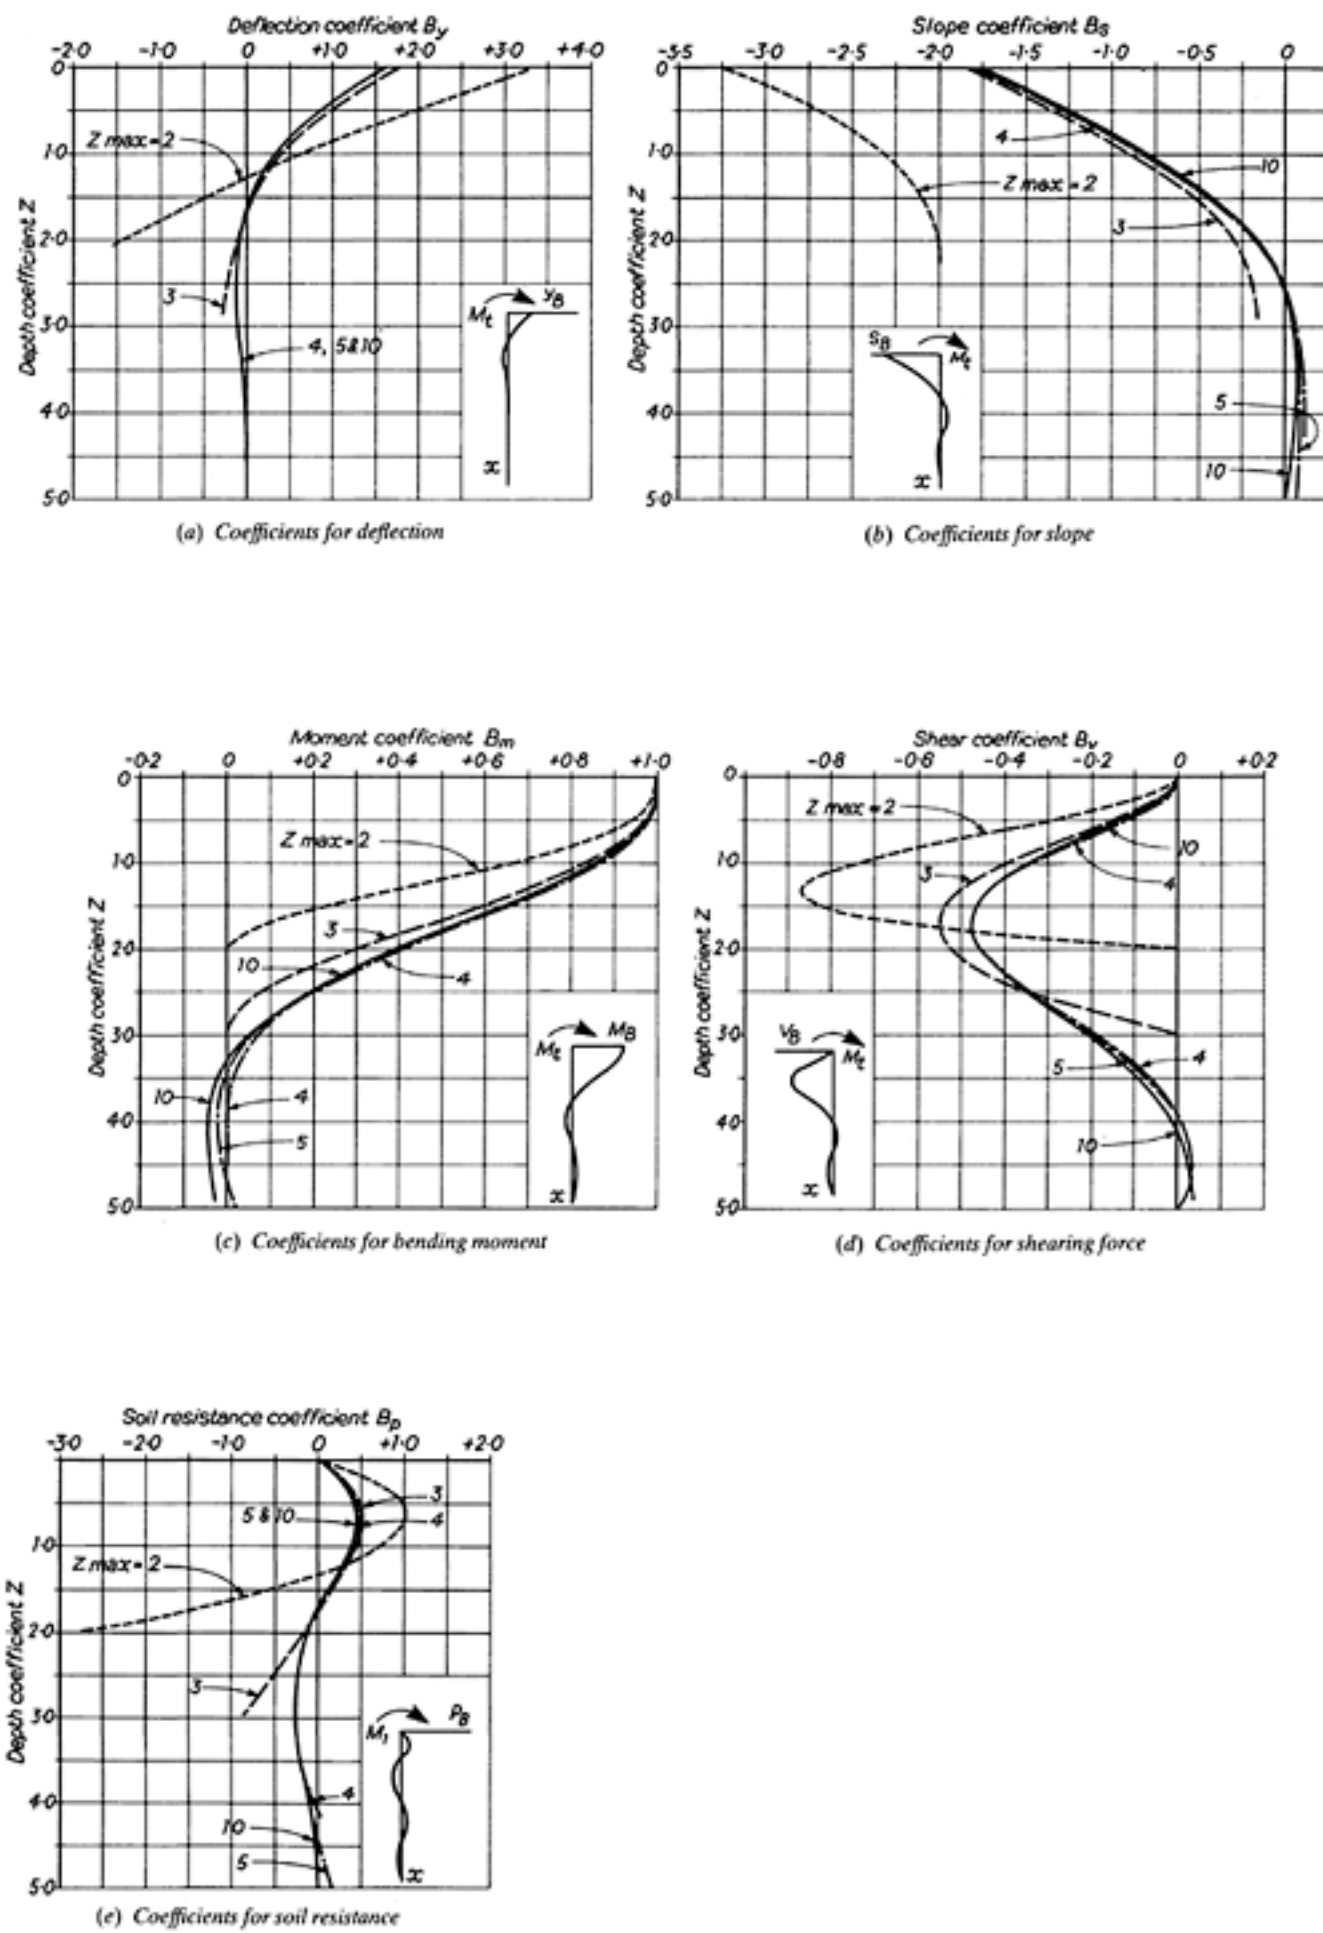 Deflection coefficient By
-2·0 -1·0 0 +1·0 +2·0 +3·0 +4·0
0
Z max=2
1·0
2·0
3
3·0
4, 5&10
4·0
5·0
Depth coefficient Z
Mt yB
x
(a) Coefficients for deflection
Slope coefficient Bs
-3·5 -3·0 -2·5 -2·0 -1·5 -1·0 -0·5 0
0
4
1·0
10
Z max=2
3
2·0
3·0
5
4·0
10
5·0
Depth coefficient Z
SB Mt
x
(b) Coefficients for slope
Moment coefficient Bm
-0·2 0 +0·2 +0·4 +0·6 +0·8 +1·0
0
Z max=2
1·0
3
2·0
10
4
3·0
10
4
4·0
5
5·0
Depth coefficient Z
Mt MB
x
(c) Coefficients for bending moment
Shear coefficient Bv
-0·8 -0·6 -0·4 -0·2 0 +0·2
0
Z max=2
10
1·0
3
4
2·0
3·0
5
4
4·0
10
5·0
Depth coefficient Z
VB Mt
x
(d) Coefficients for shearing force
Soil resistance coefficient Bp
-3·0 -2·0 -1·0 0 +1·0 +2·0
3
5 & 10
4
1·0
Z max=2
2·0
3
3·0
4
4·0
10
5
5·0
Depth coefficient Z
M1 PB
x
(e) Coefficients for soil resistance